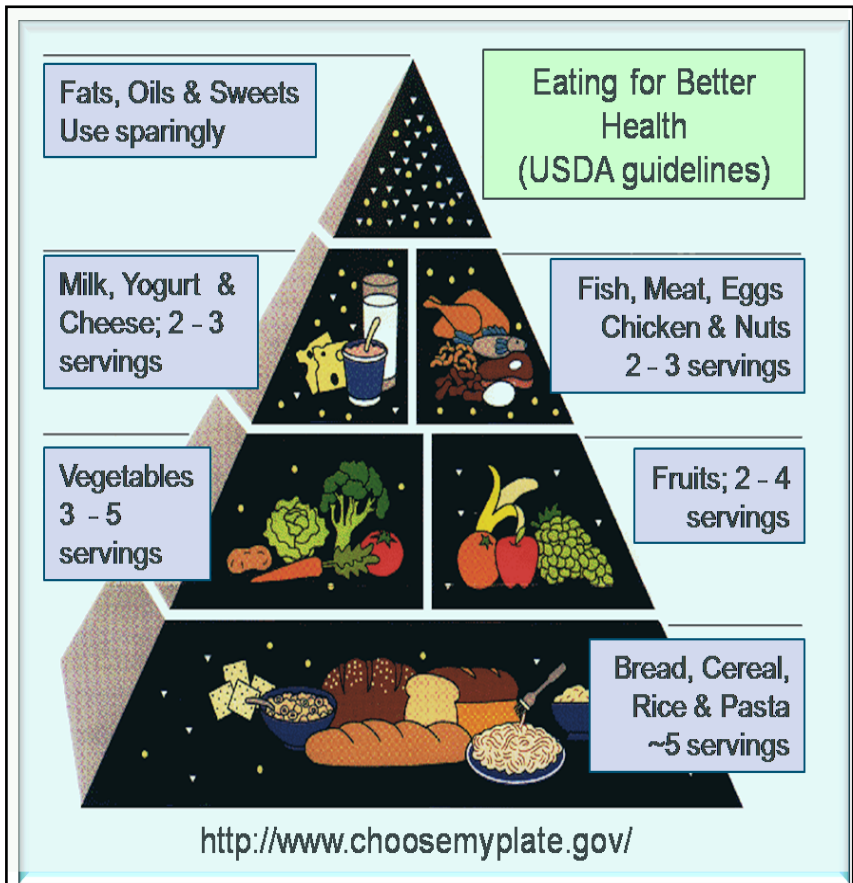 Fats, Oils & Sweets
Use sparingly
Eating for Better
Health
(USDA guidelines)
Milk, Yogurt &
Cheese; 2 - 3
servings
Fish, Meat, Eggs
Chicken & Nuts
2 - 3 servings
Vegetables
3 - 5
servings
Fruits; 2 - 4
servings
Bread, Cereal,
Rice & Pasta
~5 servings
http://www.choosemyplate.gov/